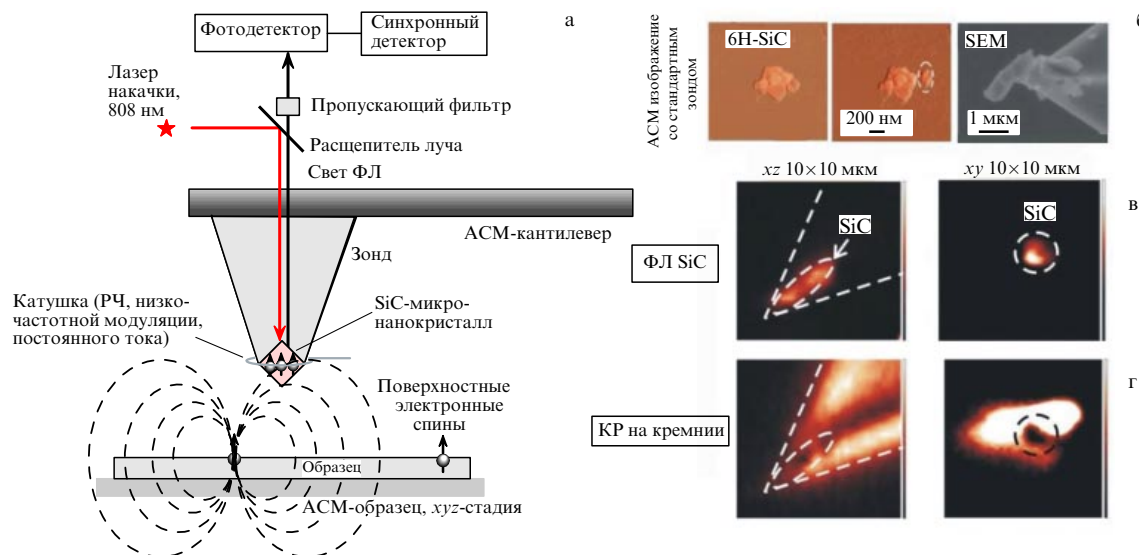 а
Фотодетектор
Синхронный
детектор
Лазер
накачки,
808 нм
Пропускающий фильтр
Расщепитель луча
Свет ФЛ
АСМ-кантилевер
Зонд
Катушка (РЧ, низко-
частотной модуляции,
постоянного тока)
SiC-микро-
нанокристалл
Поверхностные
электронные
спины
Образец
АСМ-образец, xyz-стадия
б
АСМ изображение
со стандартным
зондом
6H-SiC
200 нм
SEM
1 мкм
xz 10×10 мкм
xy 10×10 мкм
в
ФЛ SiC
SiC
SiC
г
КР на кремнии